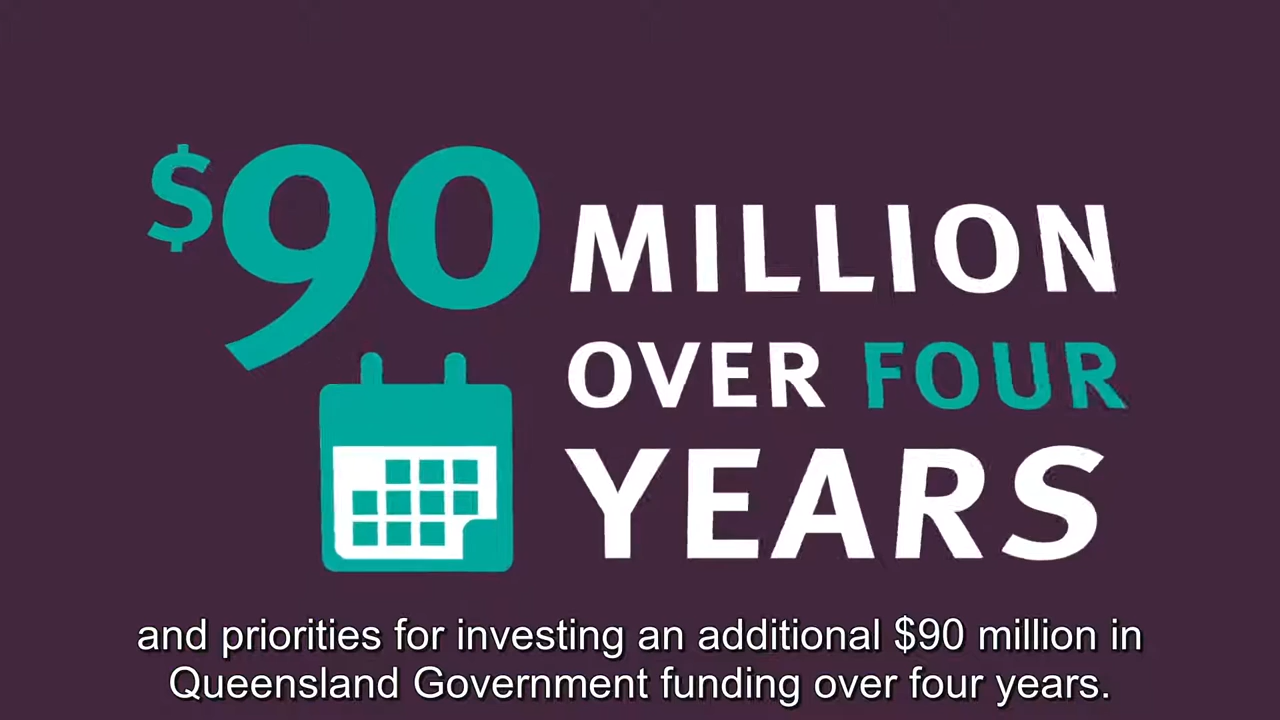 $90 MILLION
OVER FOUR
YEARS
and priorities for investing an additional $90 million in
Queensland Government funding over four years.